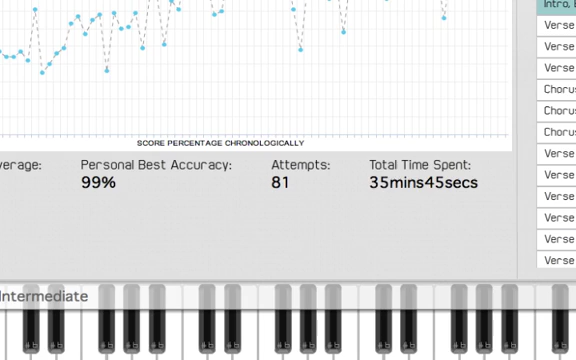 Intro,
Verse
Verse
Verse
Chorus
Chorus
Chorus
Verse
Verse
Verse
Verse
Verse
Verse
SCORE PERCENTAGE CHRONOLOGICALLY
verage: Personal Best Accuracy: Attempts: Total Time Spent:
99% 81 35mins45secs
Intermediate